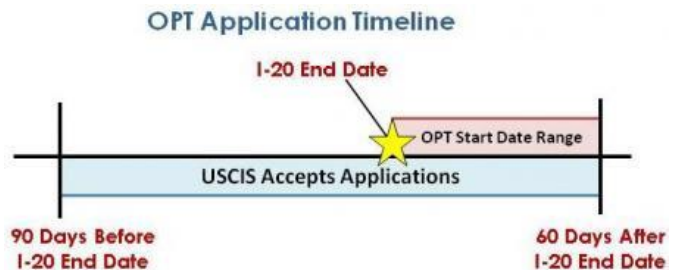 OPT Application Timeline
I-20 End Date
OPT Start Date Range
USCIS Accepts Applications
90 Days Before
I-20 End Date
60 Days After
I-20 End Date